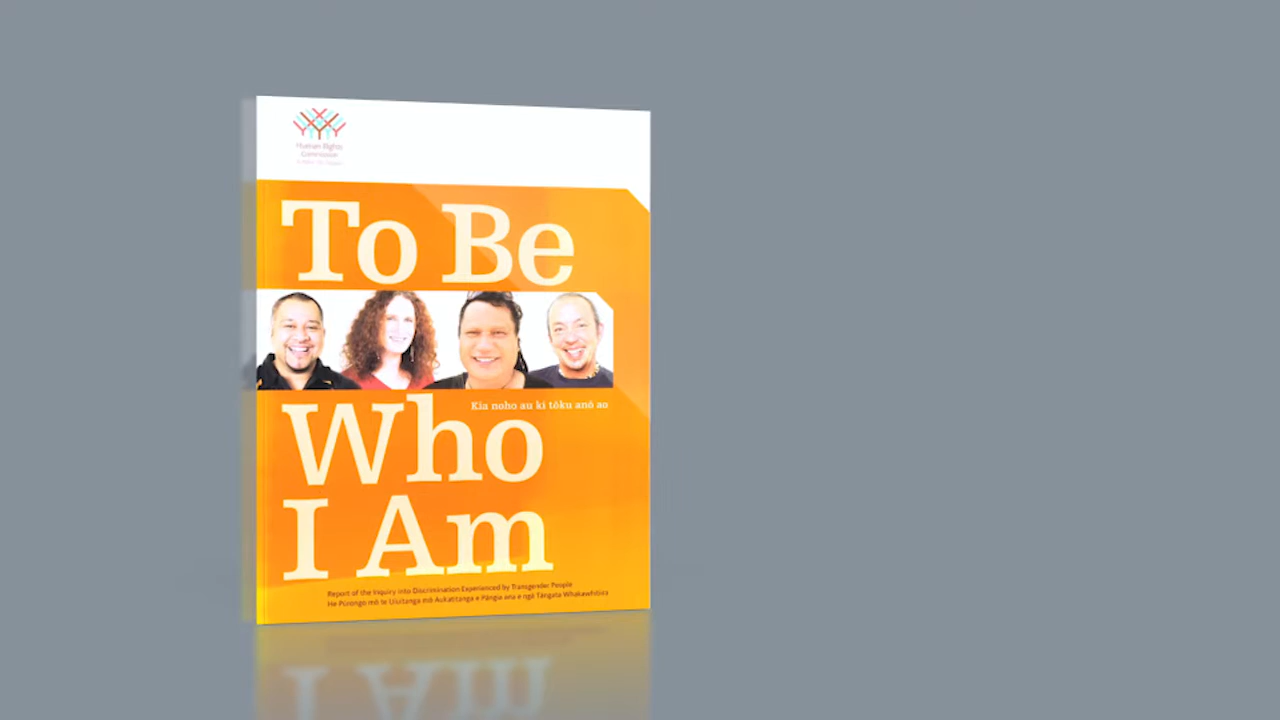 Human Rights
Commission
To Be
Kia noho au ki tōku anō ao
Who
I Am
Report of the Inquiry into Discrimination Experienced by Transgender People
He Pūrongo mō te Uiuitanga mō Aukatitanga e Pāngia ana e ngā Tāngata Whakawhitiira